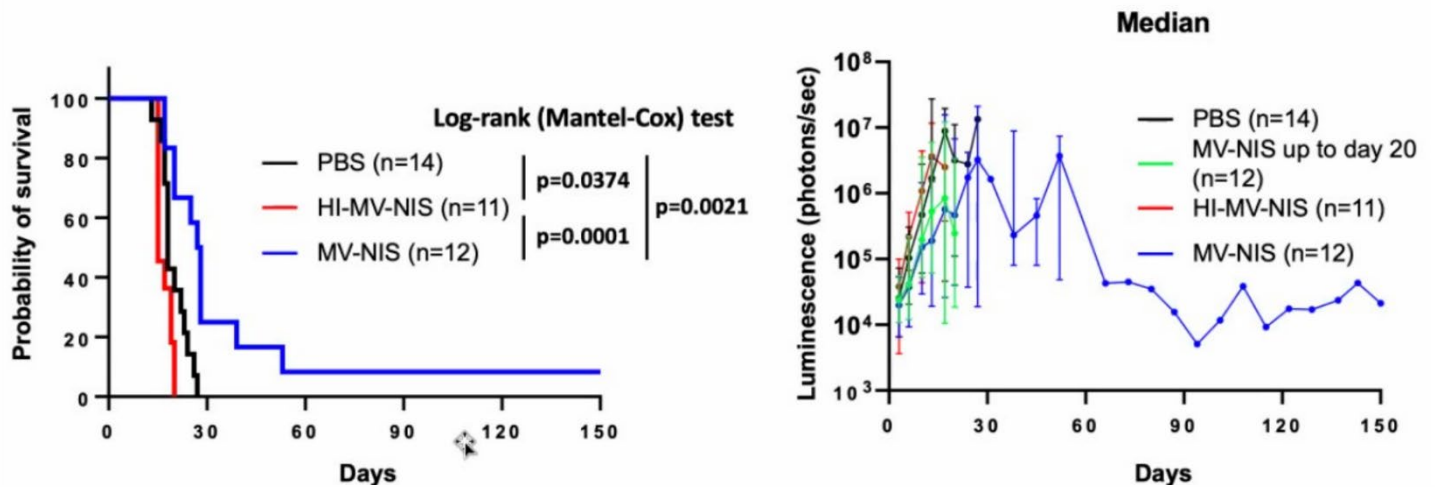 Probability of survival
100
80
60
40
20
0
0 30 60 90 120 150
Days
Log-rank (Mantel-Cox) test
PBS (n=14)
HI-MV-NIS (n=11)
MV-NIS (n=12)
p=0.0374
p=0.0001
p=0.0021
Median
Luminescence (photons/sec)
10⁸
10⁷
10⁶
10⁵
10⁴
10³
0 30 60 90 120 150
Days
PBS (n=14)
MV-NIS up to day 20
(n=12)
HI-MV-NIS (n=11)
MV-NIS (n=12)